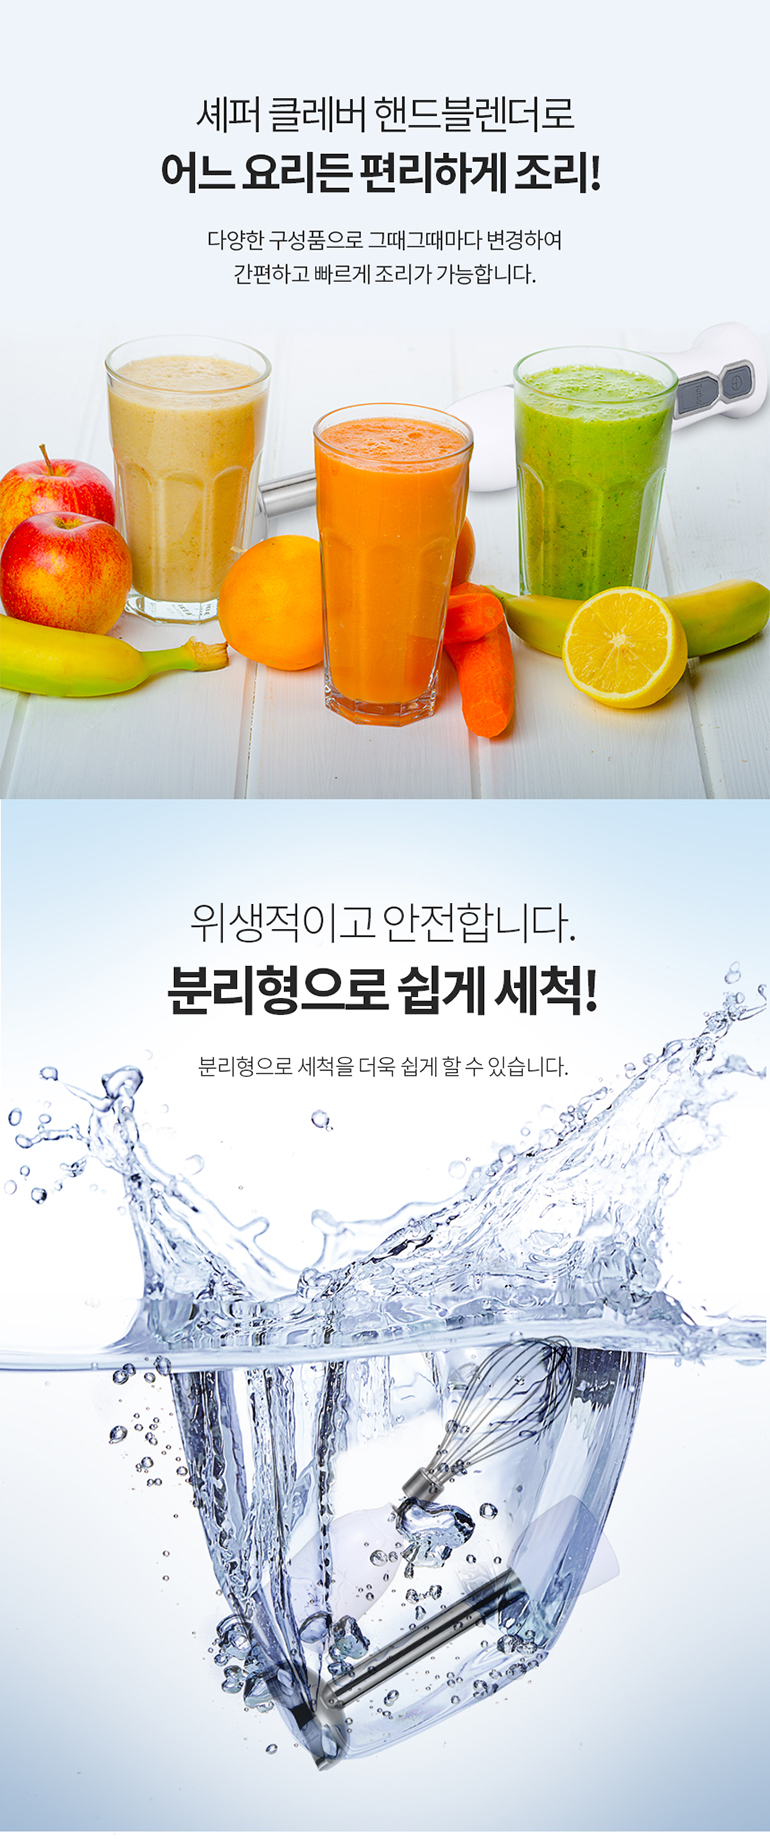 셰퍼 클레버 핸드블렌더로
어느 요리든 편리하게 조리!
다양한 구성품으로 그때그때마다 변경하여
간편하고 빠르게 조리가 가능합니다.
위생적이고 안전합니다.
분리형으로 쉽게 세척!
분리형으로 세척을 더욱 쉽게 할 수 있습니다.